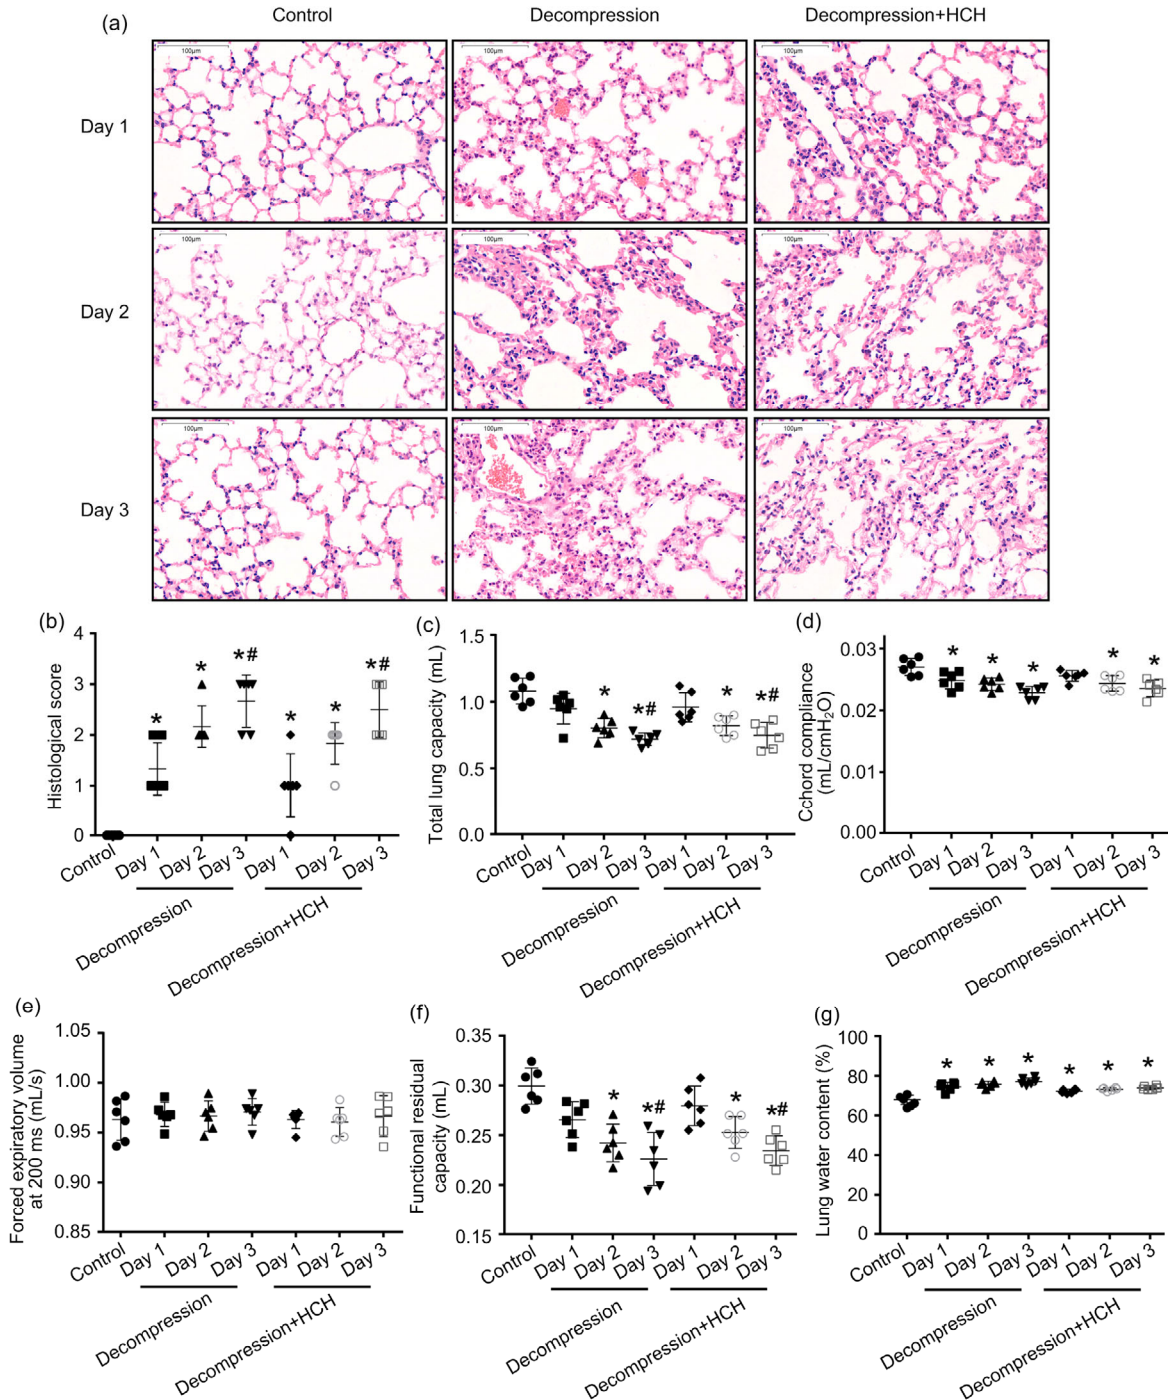 (a)
Control
Decompression
Decompression+HCH
Day 1
100μm
100μm
100μm
Day 2
100μm
100μm
100μm
Day 3
100μm
100μm
100μm
(b)
Histological score
4
3
2
1
0
*
*
*#
*
*
*#
Control
Day 1
Day 2
Day 3
Day 1
Day 2
Day 3
Decompression
Decompression+HCH
(c)
Total lung capacity (mL)
1.5
1.0
0.5
0.0
*
*#
*
*#
Control
Day 1
Day 2
Day 3
Day 1
Day 2
Day 3
Decompression
Decompression+HCH
(d)
Cchord compliance
(mL/cmH₂O)
0.03
0.02
0.01
0.00
*
*
*
*
*
Control
Day 1
Day 2
Day 3
Day 1
Day 2
Day 3
Decompression
Decompression+HCH
(e)
Forced expiratory volume
at 200 ms (mL/s)
1.05
1.00
0.95
0.90
0.85
Control
Day 1
Day 2
Day 3
Day 1
Day 2
Day 3
Decompression
Decompression+HCH
(f)
Functional residual
capacity (mL)
0.35
0.30
0.25
0.20
0.15
*
*#
*
*#
Control
Day 1
Day 2
Day 3
Day 1
Day 2
Day 3
Decompression
Decompression+HCH
(g)
Lung water content (%)
100
80
60
40
20
0
*
*
*
*
*
*
Control
Day 1
Day 2
Day 3
Day 1
Day 2
Day 3
Decompression
Decompression+HCH